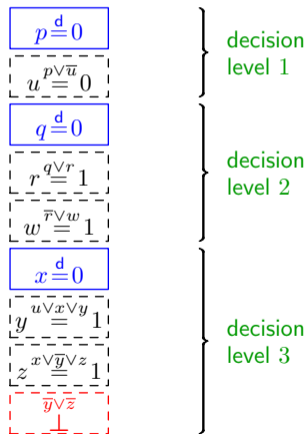 p d= 0
u p∨u̅= 0
decision
level 1
q d= 0
r q∨r= 1
w r̅∨w= 1
decision
level 2
x d= 0
y u∨x∨y= 1
z x∨y̅∨z= 1
y̅∨z̅
⊥
decision
level 3